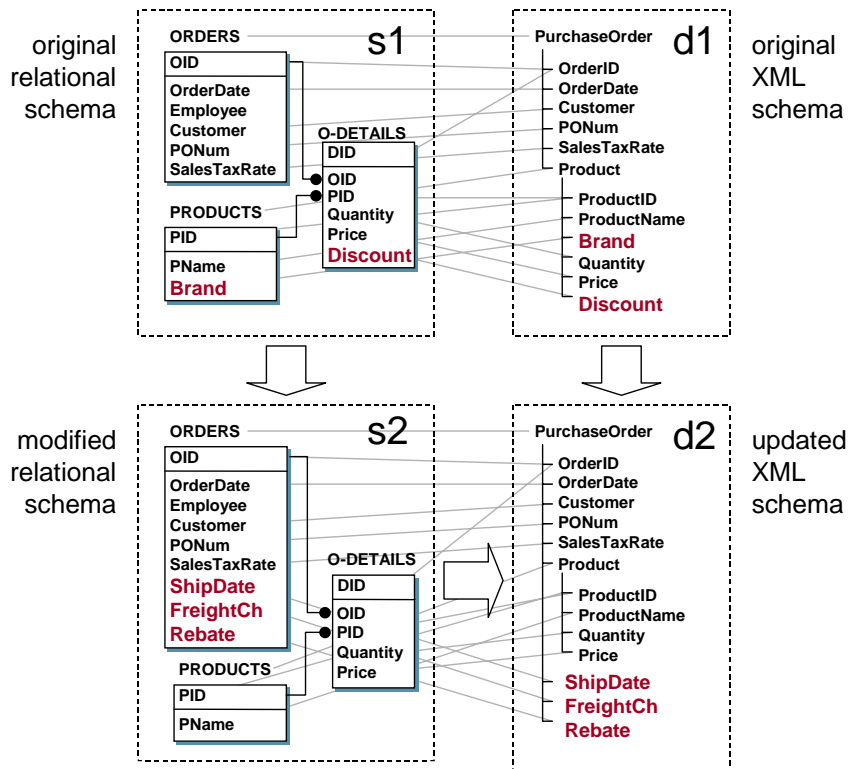 original
relational
schema
ORDERS
s1
OID
OrderDate
Employee
Customer
PONum
SalesTaxRate
O-DETAILS
DID
OID
PID
Quantity
Price
Discount
PRODUCTS
PID
PName
Brand
PurchaseOrder
d1
OrderID
OrderDate
Customer
PONum
SalesTaxRate
Product
ProductID
ProductName
Brand
Quantity
Price
Discount
original
XML
schema
modified
relational
schema
ORDERS
s2
OID
OrderDate
Employee
Customer
PONum
SalesTaxRate
ShipDate
FreightCh
Rebate
O-DETAILS
DID
OID
PID
Quantity
Price
PRODUCTS
PID
PName
PurchaseOrder
d2
OrderID
OrderDate
Customer
PONum
SalesTaxRate
Product
ProductID
ProductName
Quantity
Price
ShipDate
FreightCh
Rebate
updated
XML
schema